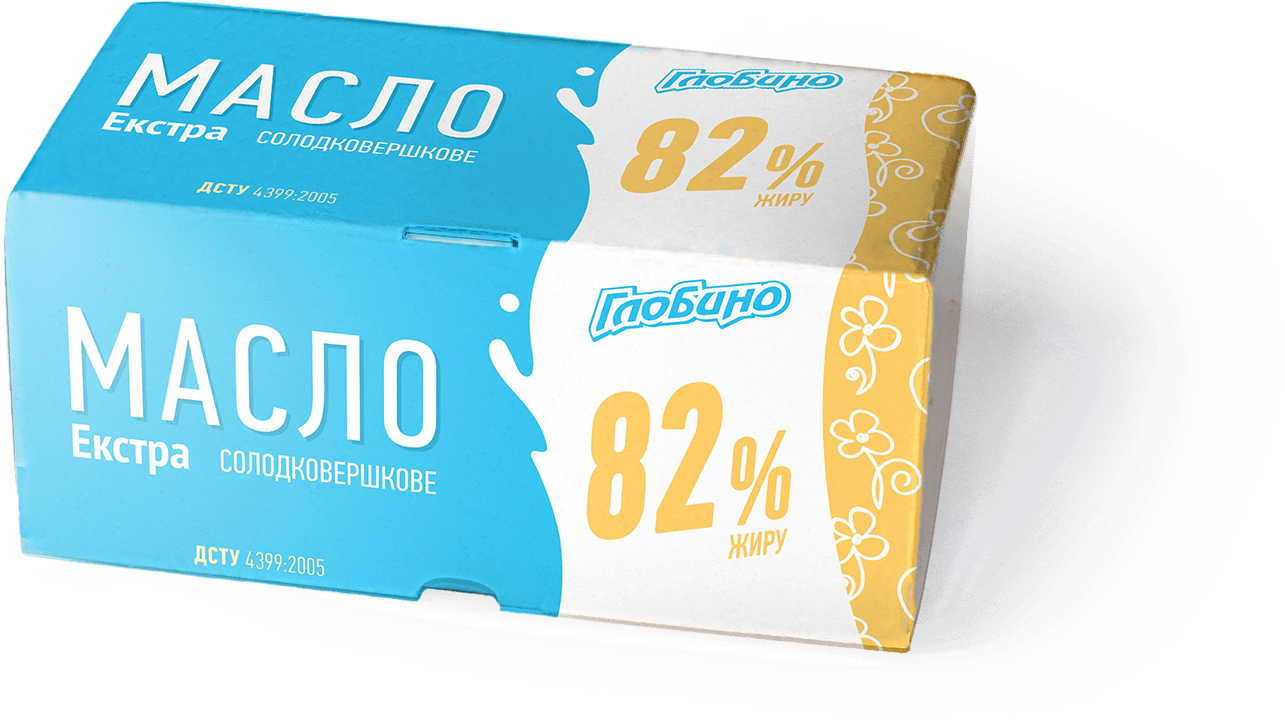 МАСЛО
Екстра солодковершкове
ДСТУ 4399:2005
Глобино
82%
ЖИРУ
МАСЛО
Екстра солодковершкове
ДСТУ 4399:2005
Глобино
82%
ЖИРУ